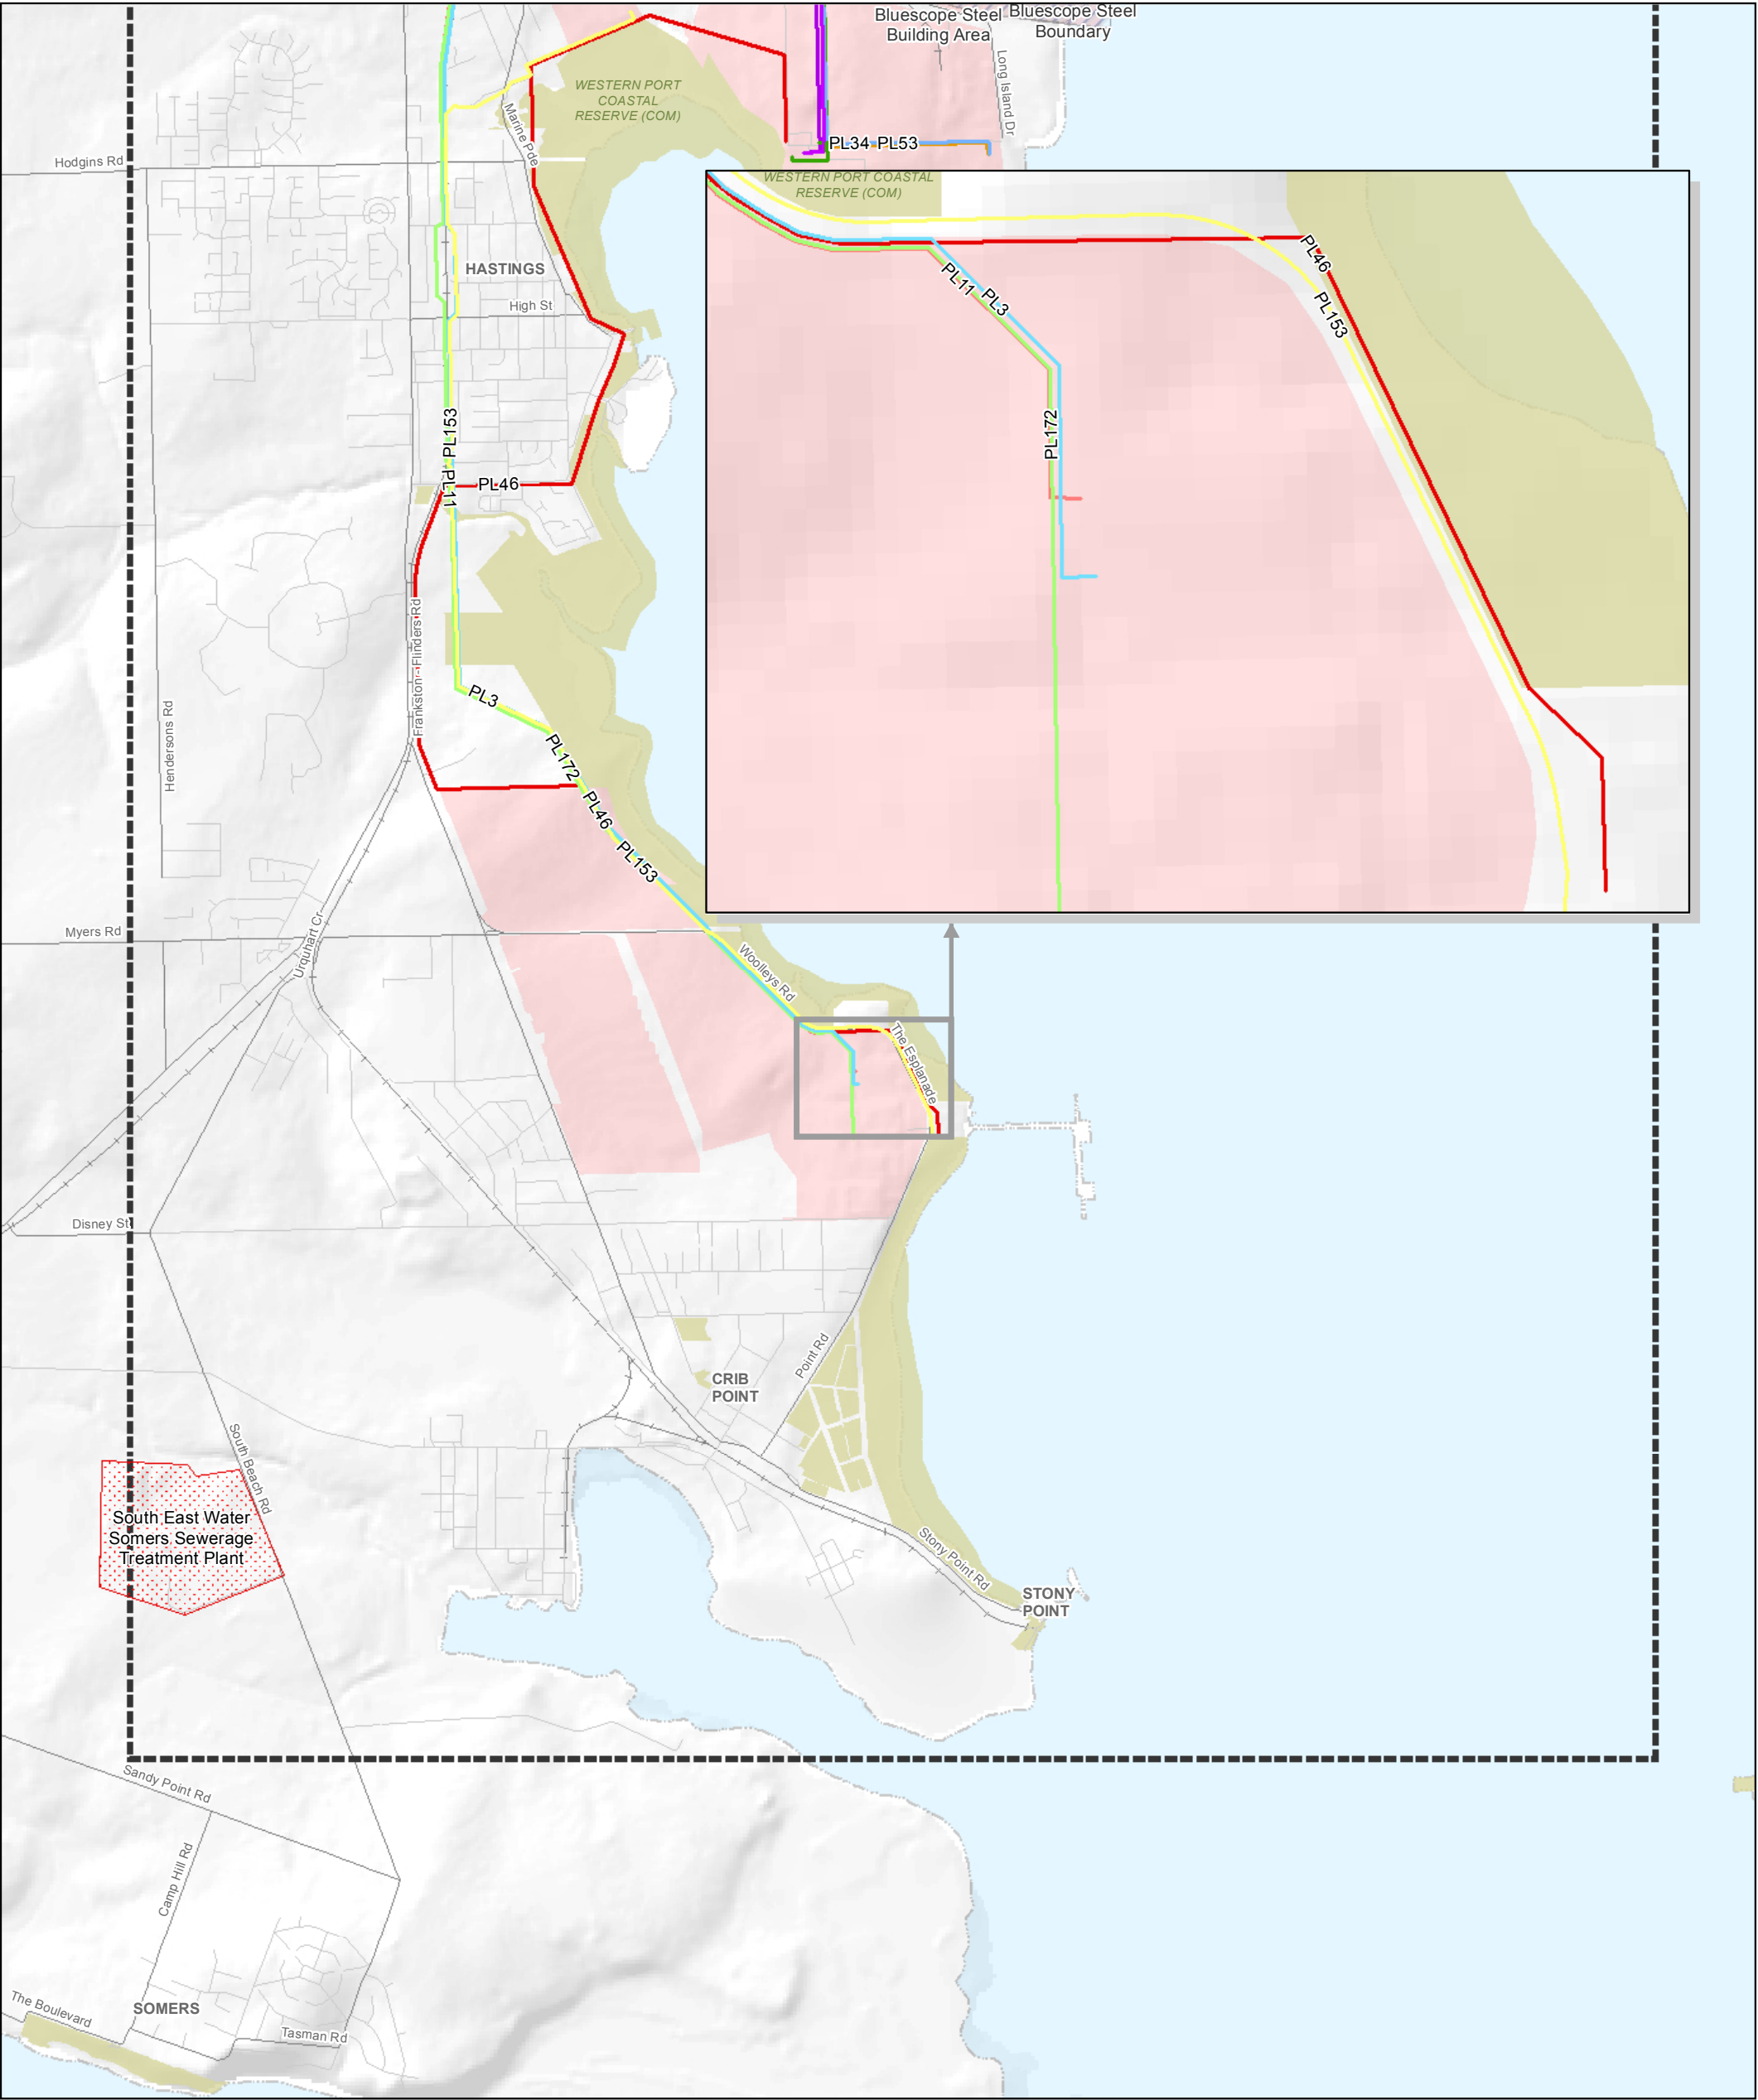 Bluescope Steel
Building Area
Bluescope Steel
Boundary
Long Island Dr
WESTERN PORT
COASTAL
RESERVE (COM)
Marine Pde
PL34
PL53
Hodgins Rd
WESTERN PORT COASTAL
RESERVE (COM)
HASTINGS
High St
PL46
PL11
PL3
PL153
PL172
PL153
PL11
PL46
Frankston - Flinders Rd
PL3
Hendersons Rd
PL172
PL46
PL153
Myers Rd
Urquhart Cr
Woolleys Rd
The Esplanade
Disney St
Point Rd
CRIB
POINT
South Beach Rd
South East Water
Somers Sewerage
Treatment Plant
Stony Point Rd
STONY
POINT
Sandy Point Rd
Camp Hill Rd
The Boulevard
SOMERS
Tasman Rd